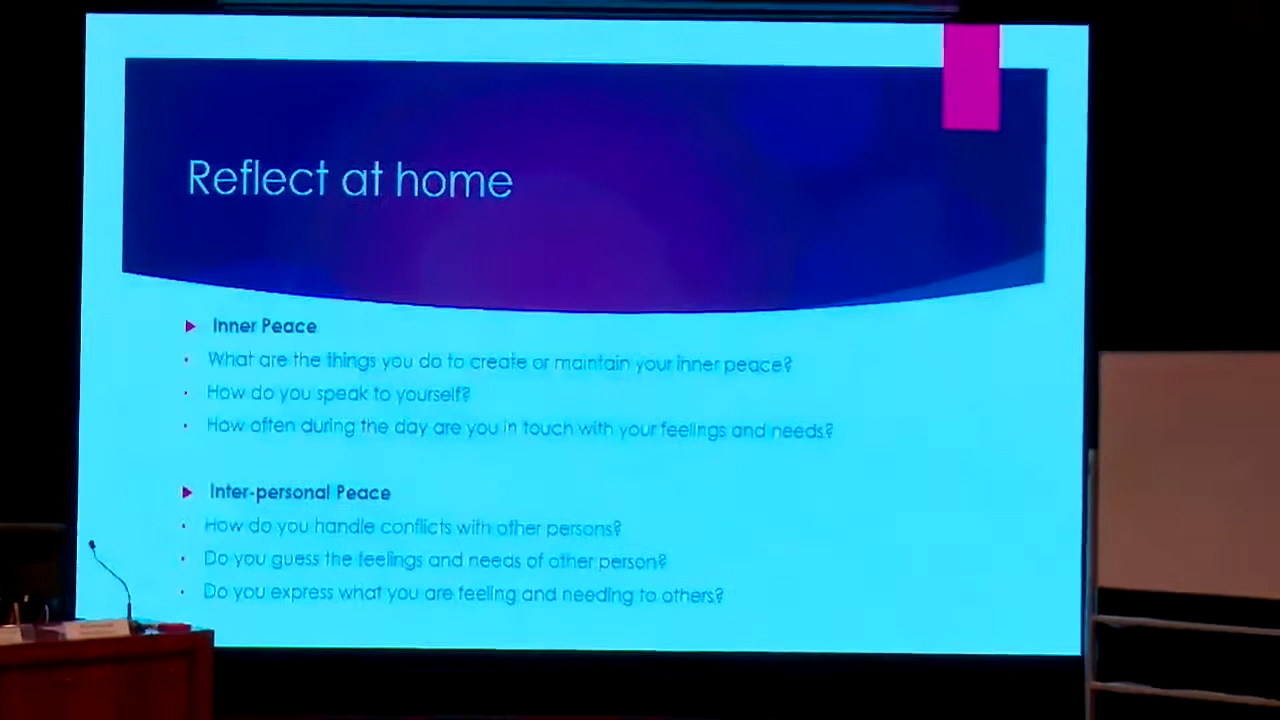 Reflect at home
Inner Peace
What are the things you do to create or maintain your inner peace?
How do you speak to yourself?
How often during the day are you in touch with your feelings and needs?
Inter-personal Peace
How do you handle conflicts with other persons?
Do you guess the feelings and needs of other person?
Do you express what you are feeling and needing to others?